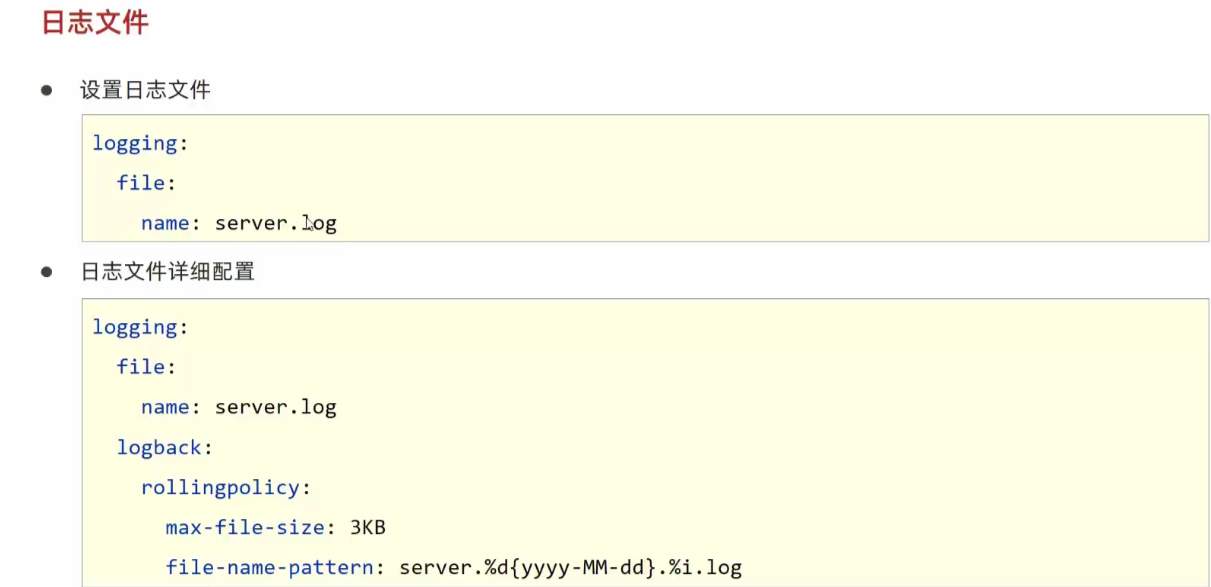 日志文件
● 设置日志文件
logging:
  file:
    name: server.log
● 日志文件详细配置
logging:
  file:
    name: server.log
  logback:
    rollingpolicy:
      max-file-size: 3KB
      file-name-pattern: server.%d{yyyy-MM-dd}.%i.log